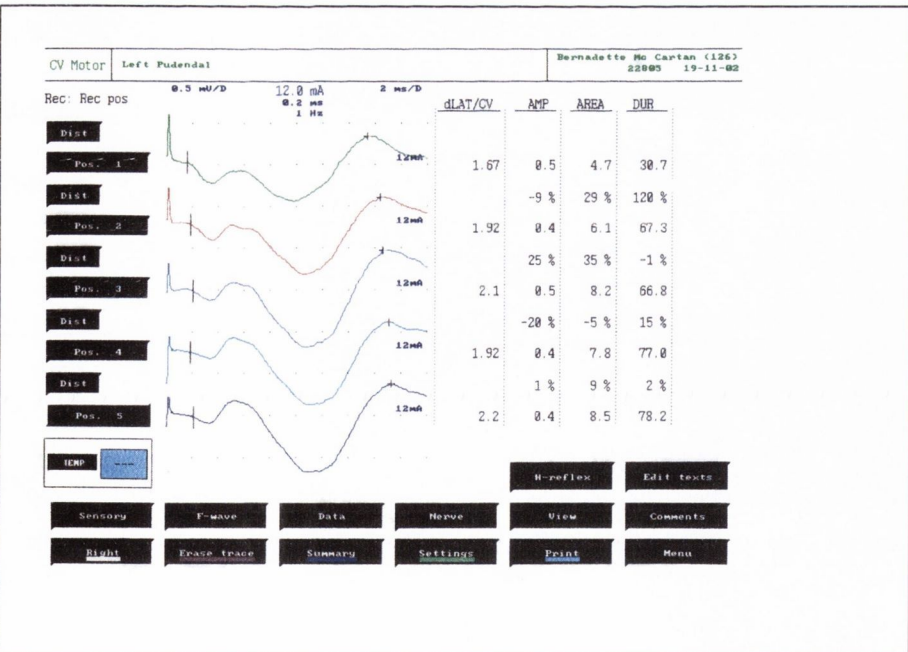 CV Motor Left Pudendal Bernadette Mc Cartan (126)
22805 19-11-02
Rec: Rec pos 0.5 mV/D 12.0 mA 2 ms/D
0.2 ms
1 Hz
dLAT/CV AMP AREA DUR
Dist
Pos. 1 12mA 1.67 0.5 4.7 30.7
Dist -9 % 29 % 120 %
Pos. 2 12mA 1.92 0.4 6.1 67.3
Dist 25 % 35 % -1 %
Pos. 3 12mA 2.1 0.5 8.2 66.8
Dist -20 % -5 % 15 %
Pos. 4 12mA 1.92 0.4 7.8 77.0
Dist 1 % 9 % 2 %
Pos. 5 12mA 2.2 0.4 8.5 78.2
TEMP ---
H-reflex Edit texts
Sensory F-wave Data Nerve View Comments
Right Erase trace Summary Settings Print Menu